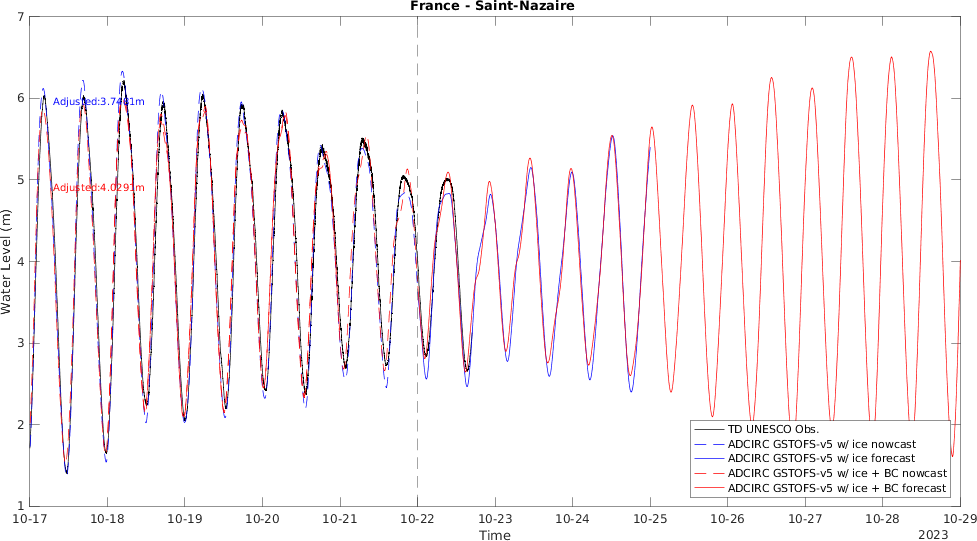 France - Saint-Nazaire
7
6
5
4
3
2
1
Water Level (m)
Adjusted:3.7461m
Adjusted:4.0291m
TD UNESCO Obs.
ADCIRC GSTOFS-v5 w/ ice nowcast
ADCIRC GSTOFS-v5 w/ ice forecast
ADCIRC GSTOFS-v5 w/ ice + BC nowcast
ADCIRC GSTOFS-v5 w/ ice + BC forecast
10-17 10-18 10-19 10-20 10-21 10-22 10-23 10-24 10-25 10-26 10-27 10-28 10-29
Time
2023